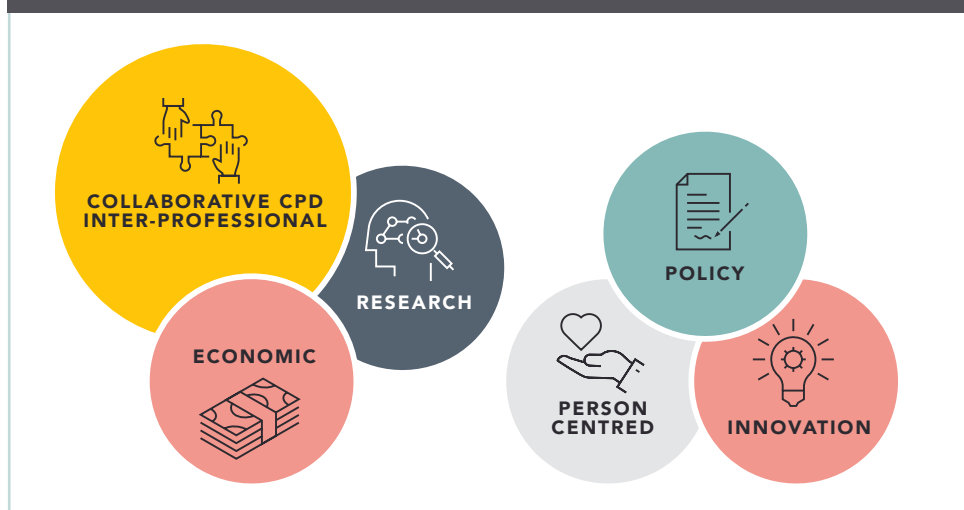 COLLABORATIVE CPD
INTER-PROFESSIONAL
RESEARCH
ECONOMIC
POLICY
PERSON
CENTRED
INNOVATION